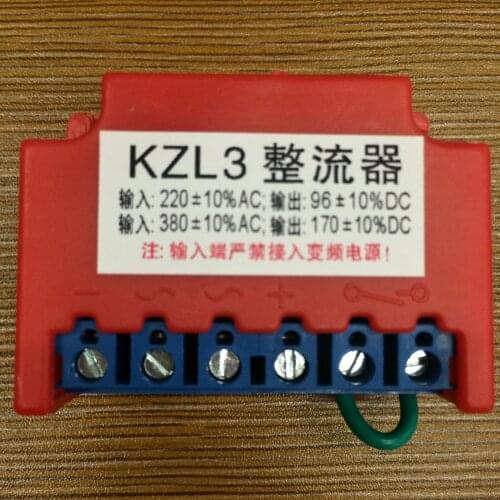 KZL3 整流器
输入: 220±10%AC; 输出: 96±10%DC
输入: 380±10%AC; 输出: 170±10%DC
注: 输入端严禁接入变频电源!